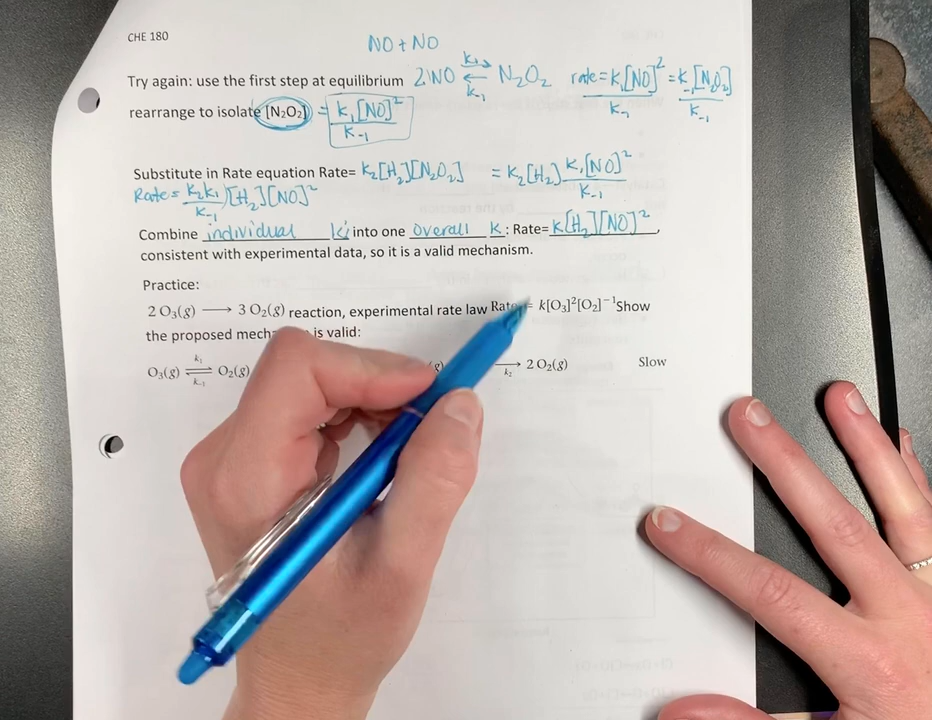 CHE 180
NO + NO
Try again: use the first step at equilibrium 2NO ⇌ N₂O₂ rate = k₁[NO]² = k₋₁[N₂O₂]
k₁ k₋₁ k₋₁ k₋₁
rearrange to isolate [N₂O₂] = k₁[NO]² / k₋₁
Substitute in Rate equation Rate= k₂[H₂][N₂O₂] = k₂[H₂] k₁[NO]² / k₋₁
Rate = k₂k₁ / k₋₁ [H₂][NO]²
Combine individual k's into one overall k : Rate= k[H₂][NO]² ,
consistent with experimental data, so it is a valid mechanism.
Practice:
2 O₃(g) ⟶ 3 O₂(g) reaction, experimental rate law Rate = k[O₃]²[O₂]⁻¹ Show
the proposed is valid:
O₃(g) ⇌ O₂(g) (g) ⟶ 2 O₂(g) Slow
k₁ k₋₁ k₂